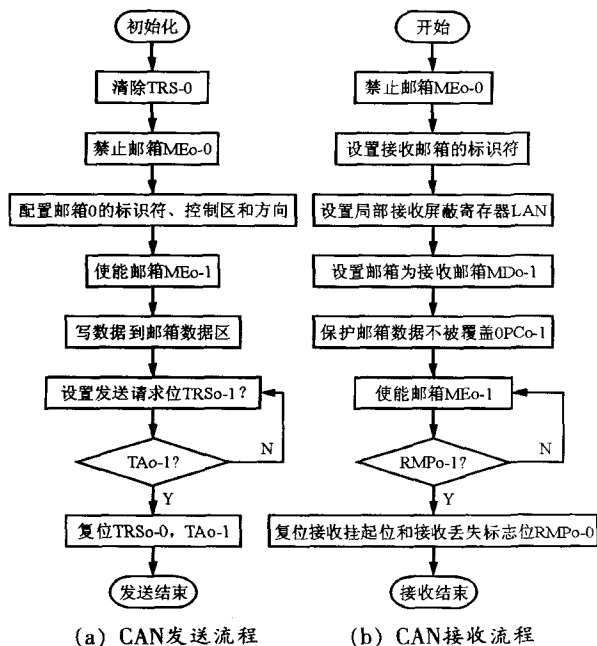 初始化
清除TRS-0
禁止邮箱MEo-0
配置邮箱0的标识符、控制区和方向
使能邮箱MEo-1
写数据到邮箱数据区
设置发送请求位TRSo-1?
TAo-1?
N
Y
复位TRSo-0，TAo-1
发送结束
(a) CAN发送流程
开始
禁止邮箱MEo-0
设置接收邮箱的标识符
设置局部接收屏蔽寄存器LAN
设置邮箱为接收邮箱MDo-1
保护邮箱数据不被覆盖OPCo-1
使能邮箱MEo-1
RMPo-1?
N
Y
复位接收挂起位和接收丢失标志位RMPo-0
接收结束
(b) CAN接收流程